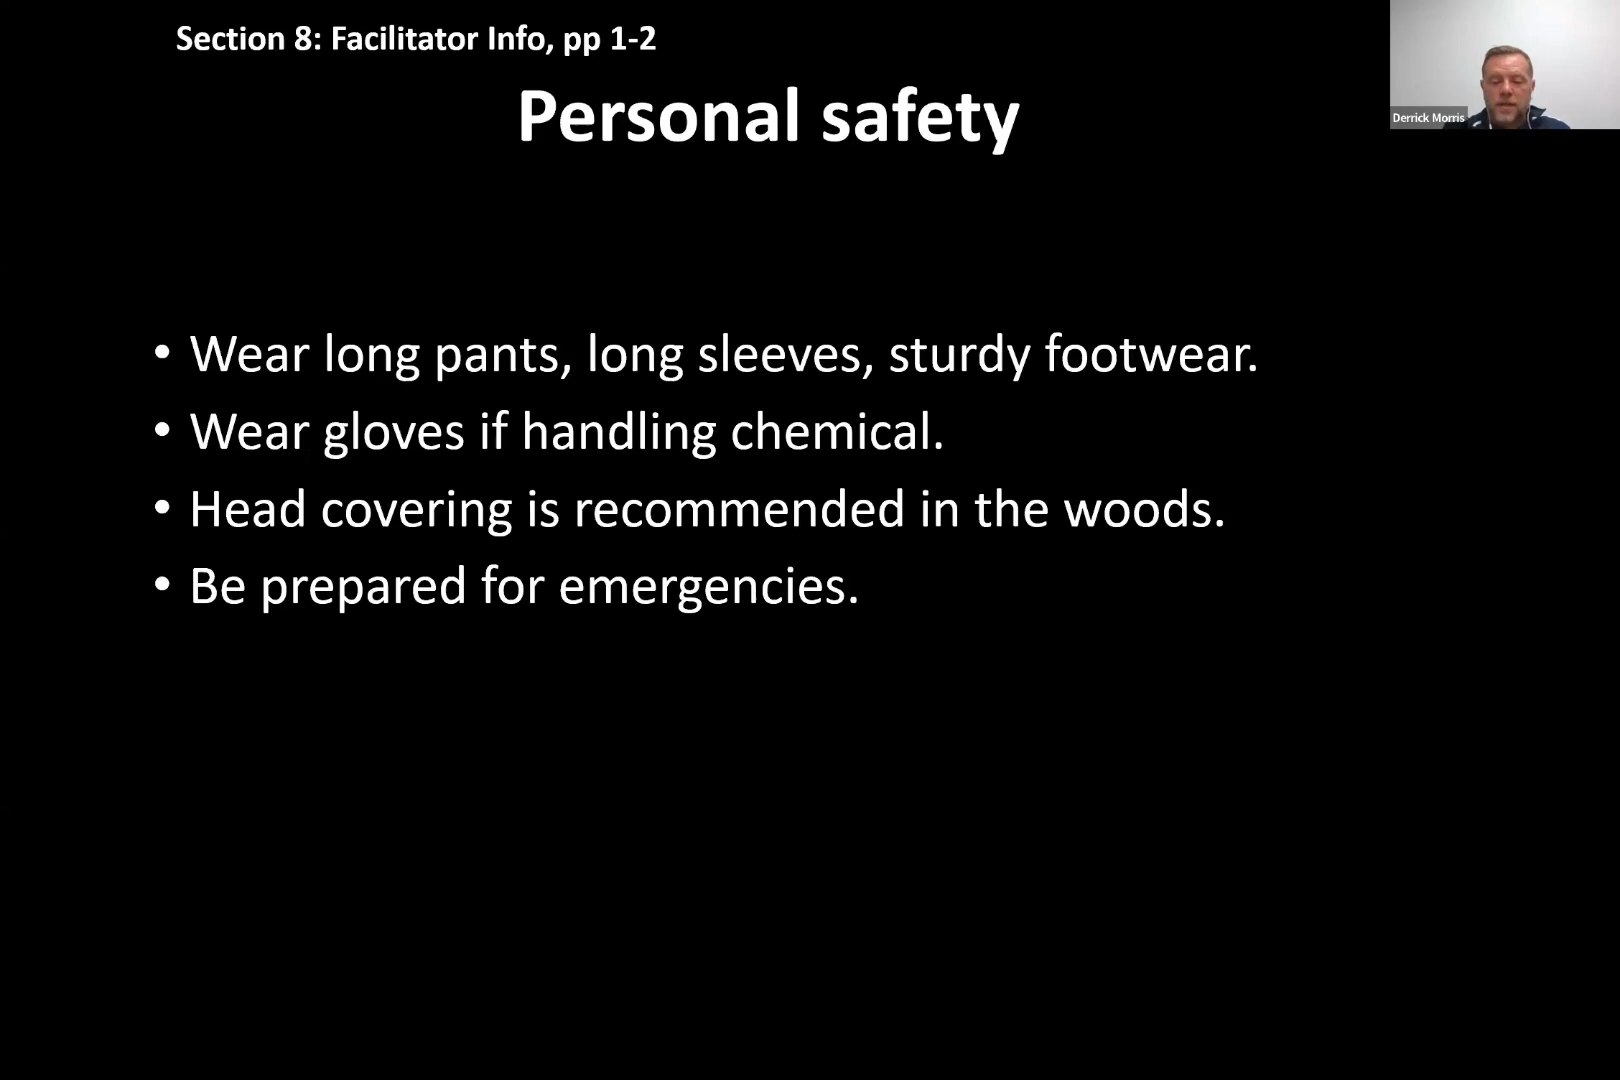 Section 8: Facilitator Info, pp 1-2
Personal safety
Derrick Morris
• Wear long pants, long sleeves, sturdy footwear.
• Wear gloves if handling chemical.
• Head covering is recommended in the woods.
• Be prepared for emergencies.